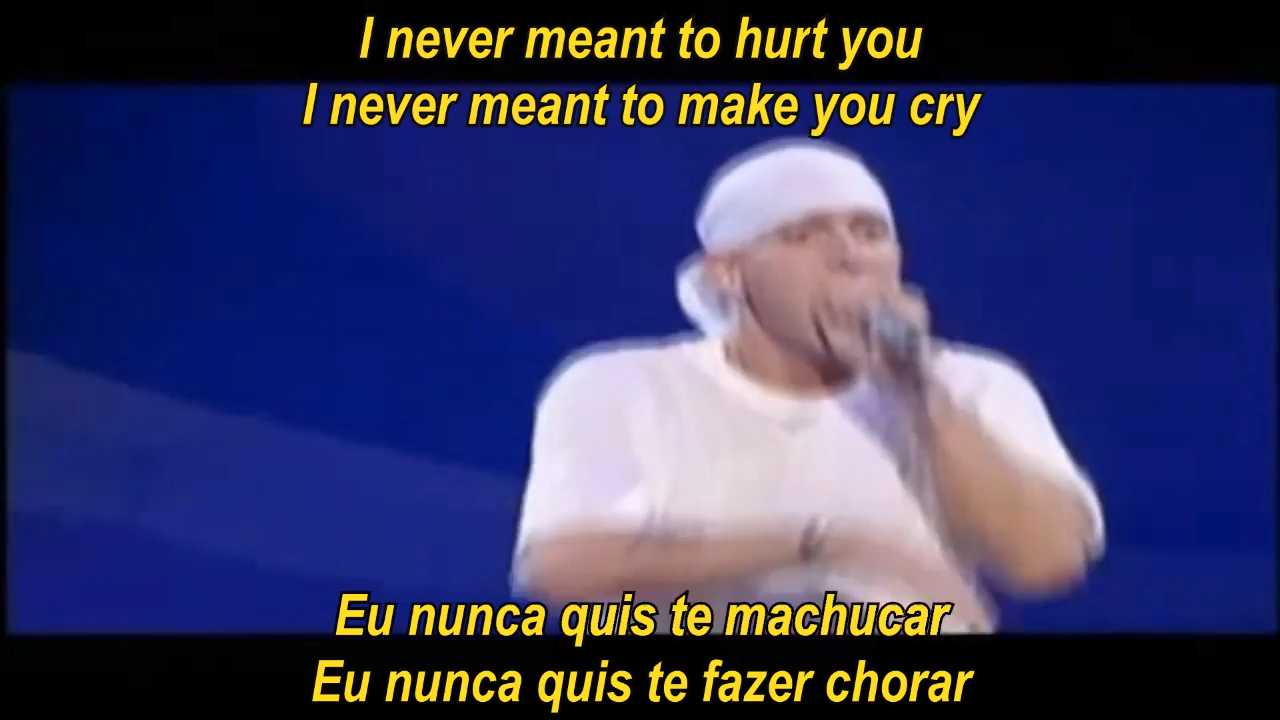 I never meant to hurt you
I never meant to make you cry
Eu nunca quis te machucar
Eu nunca quis te fazer chorar